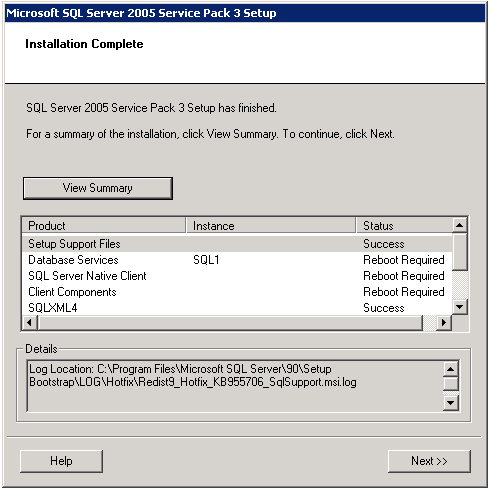 Microsoft SQL Server 2005 Service Pack 3 Setup
Installation Complete
SQL Server 2005 Service Pack 3 Setup has finished.
For a summary of the installation, click View Summary. To continue, click Next.
View Summary
Product Instance Status
Setup Support Files Success
Database Services SQL1 Reboot Required
SQL Server Native Client Reboot Required
Client Components Reboot Required
SQLXML4 Success
Details
Log Location: C:\Program Files\Microsoft SQL Server\90\Setup
Bootstrap\LOG\Hotfix\Redist9_Hotfix_KB955706_SqlSupport.msi.log
Help Next >>